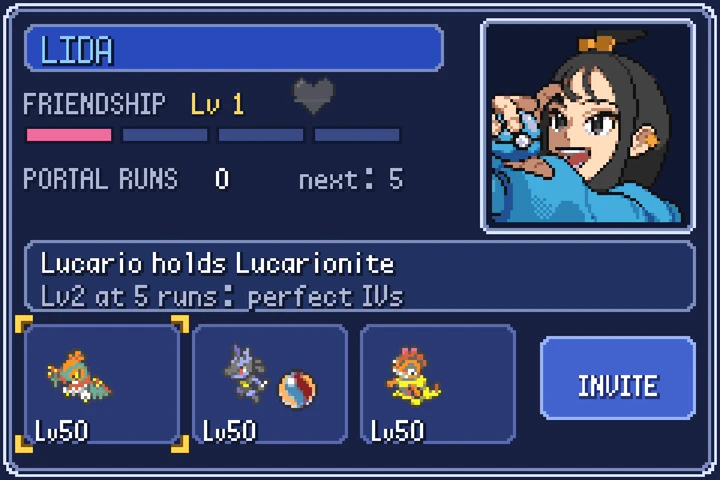 LIDA
FRIENDSHIP Lv 1
PORTAL RUNS 0 next: 5
Lucario holds Lucarionite
Lv2 at 5 runs: perfect IVs
Lv50 Lv50 Lv50
INVITE